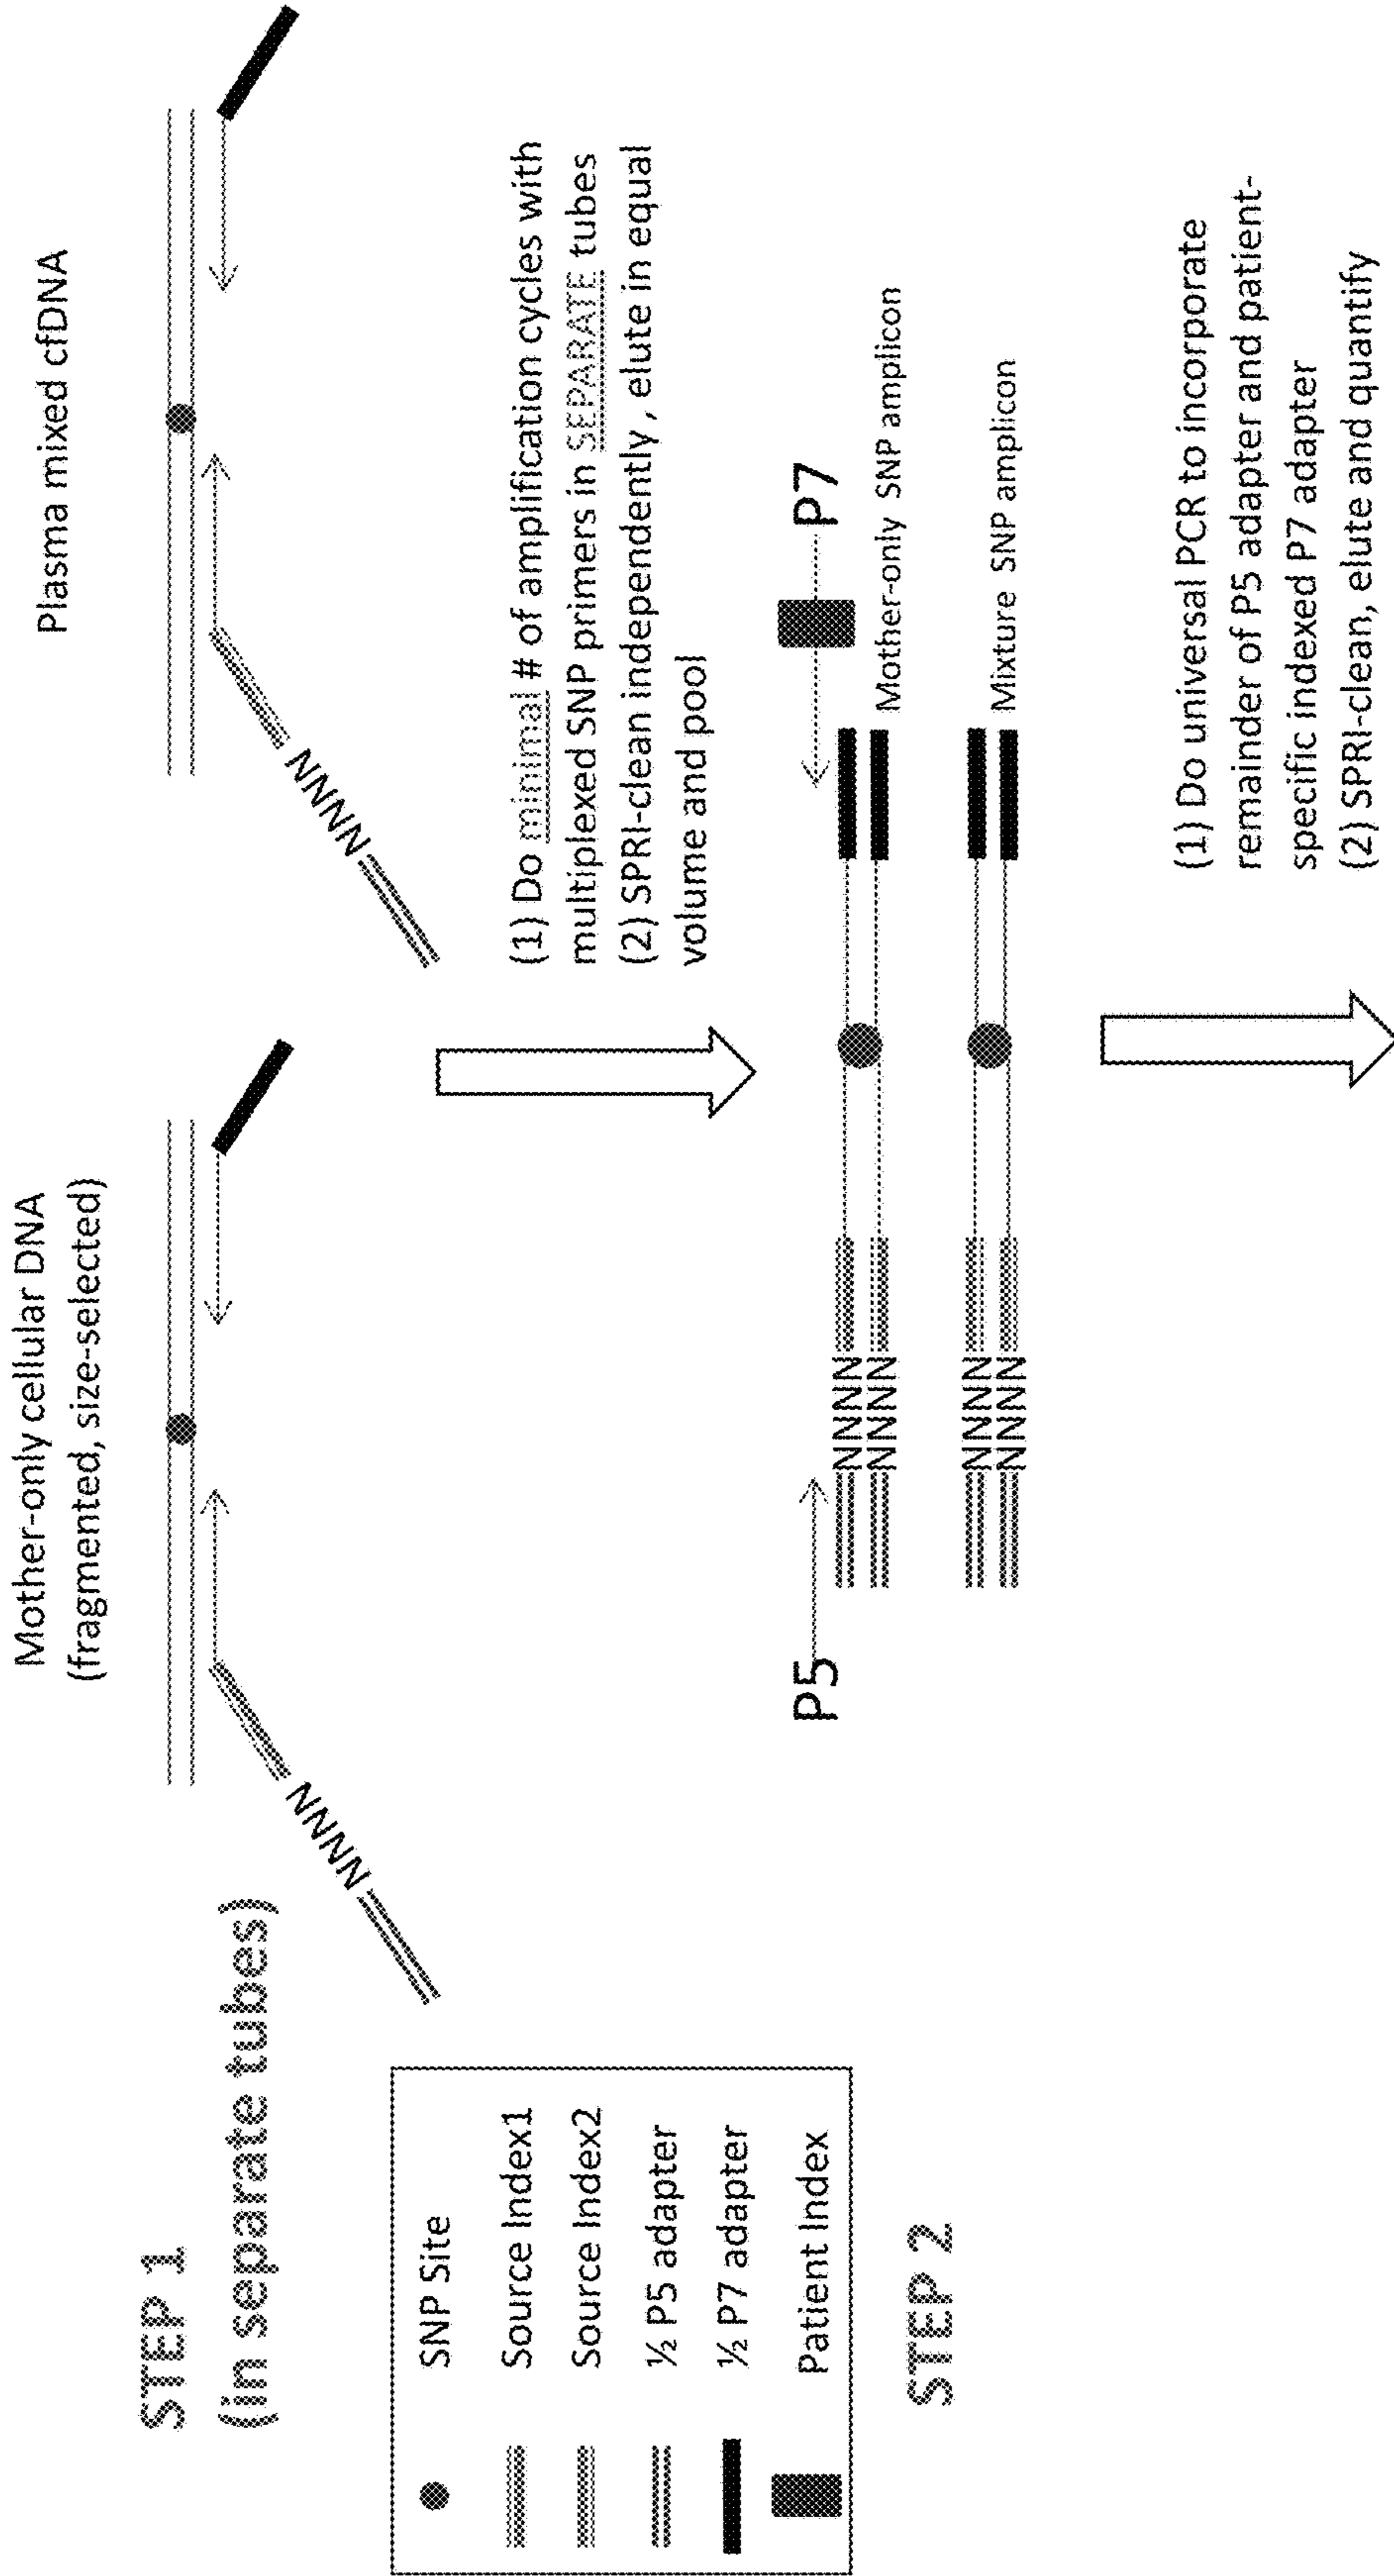 STEP 1
(in separate tubes)
Mother-only cellular DNA
(fragmented, size-selected)
Plasma mixed cfDNA
NNNN
NNNN
SNP Site
Source Index1
Source Index2
½ P5 adapter
½ P7 adapter
Patient Index
(1) Do minimal # of amplification cycles with
multiplexed SNP primers in SEPARATE tubes
(2) SPRI-clean independently, elute in equal
volume and pool
STEP 2
P5
P7
NNNN
NNNN
Mother-only SNP amplicon
NNNN
NNNN
Mixture SNP amplicon
(1) Do universal PCR to incorporate
remainder of P5 adapter and patient-
specific indexed P7 adapter
(2) SPRI-clean, elute and quantify